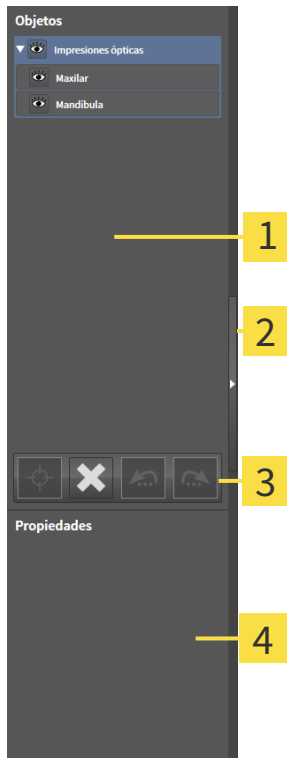 Objetos
Impresiones ópticas
Maxilar
Mandíbula
1
2
3
Propiedades
4